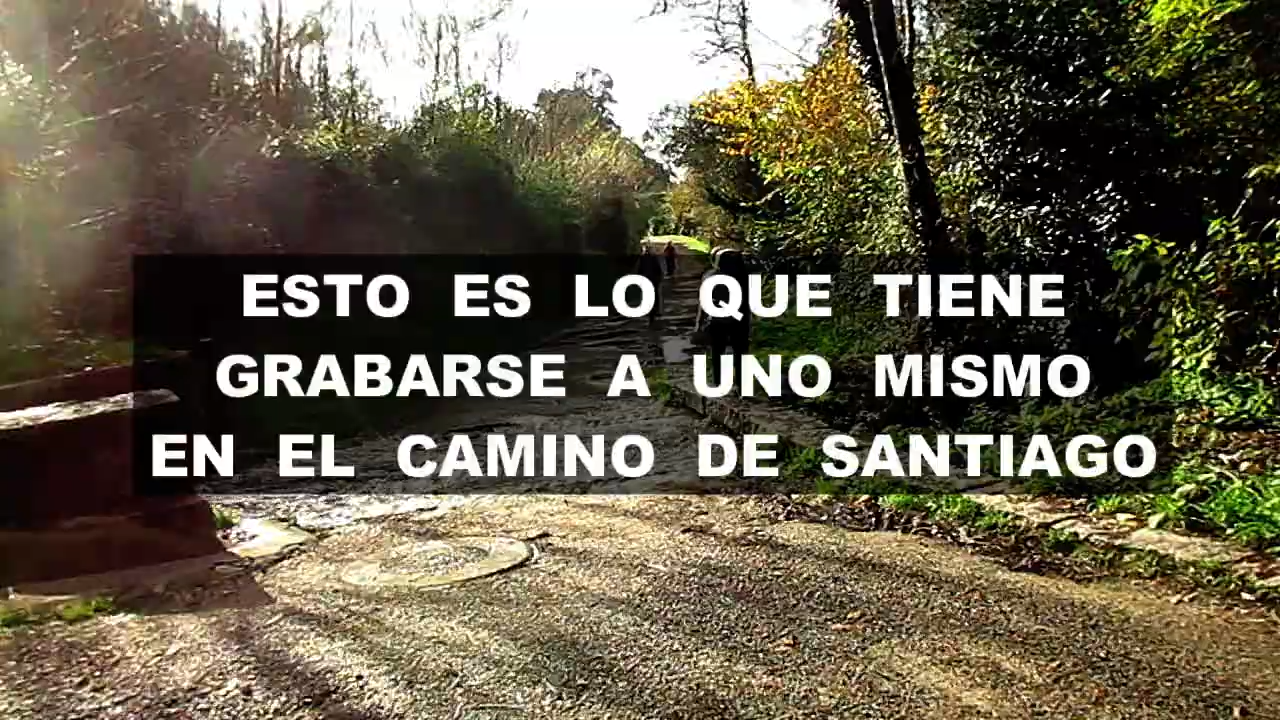 ESTO ES LO QUE TIENE
GRABARSE A UNO MISMO
EN EL CAMINO DE SANTIAGO